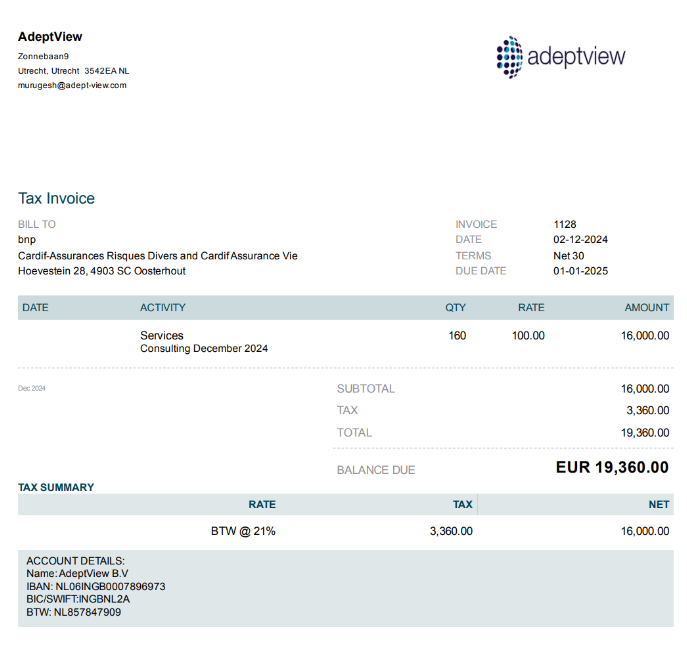 AdeptView
Zonnebaan9
Utrecht, Utrecht 3542EA NL
murugesh@adept-view.com
adeptview
Tax Invoice
BILL TO
bnp
Cardif-Assurances Risques Divers and Cardif Assurance Vie
Hoevestein 28, 4903 SC Oosterhout
INVOICE 1128
DATE 02-12-2024
TERMS Net 30
DUE DATE 01-01-2025
DATE ACTIVITY QTY RATE AMOUNT
Services 160 100.00 16,000.00
Consulting December 2024
Dec 2024
SUBTOTAL 16,000.00
TAX 3,360.00
TOTAL 19,360.00
BALANCE DUE EUR 19,360.00
TAX SUMMARY
RATE TAX NET
BTW @ 21% 3,360.00 16,000.00
ACCOUNT DETAILS:
Name: AdeptView B.V
IBAN: NL06INGB0007896973
BIC/SWIFT:INGBNL2A
BTW: NL857847909